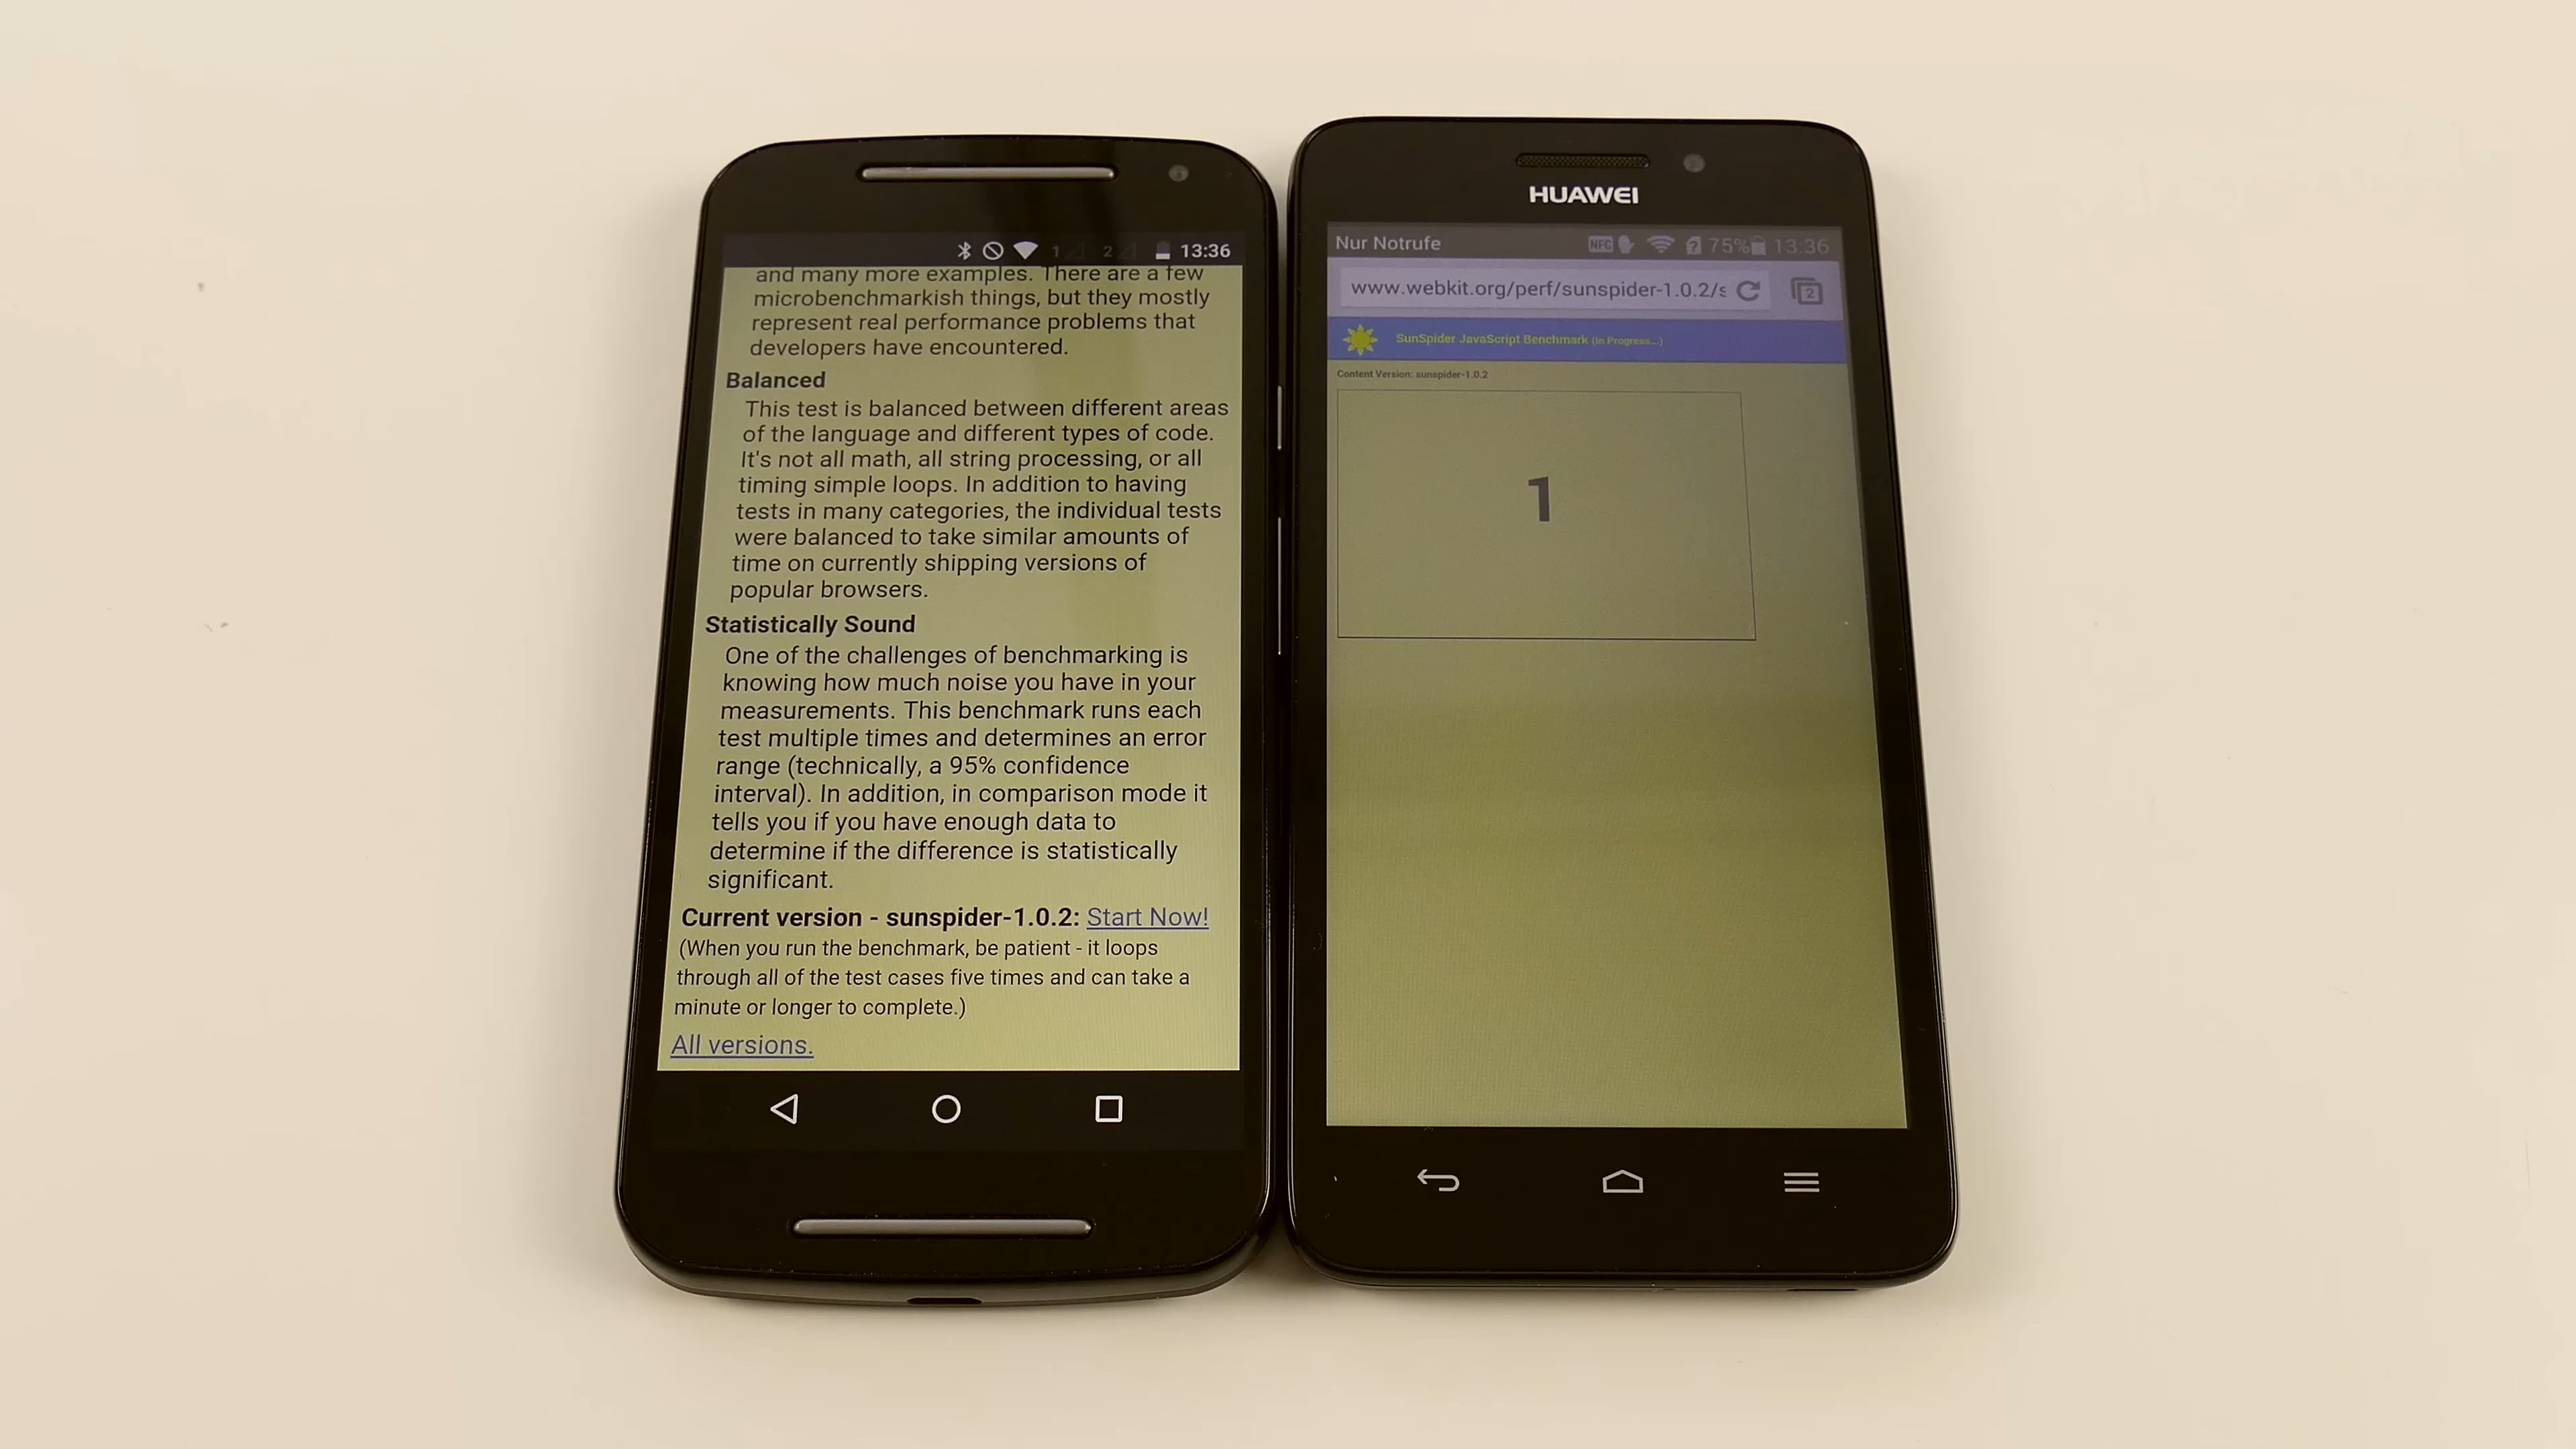 1 2 13:36
and many more examples. There are a few
microbenchmarkish things, but they mostly
represent real performance problems that
developers have encountered.
Balanced
This test is balanced between different areas
of the language and different types of code.
It's not all math, all string processing, or all
timing simple loops. In addition to having
tests in many categories, the individual tests
were balanced to take similar amounts of
time on currently shipping versions of
popular browsers.
Statistically Sound
One of the challenges of benchmarking is
knowing how much noise you have in your
measurements. This benchmark runs each
test multiple times and determines an error
range (technically, a 95% confidence
interval). In addition, in comparison mode it
tells you if you have enough data to
determine if the difference is statistically
significant.
Current version - sunspider-1.0.2: Start Now!
(When you run the benchmark, be patient - it loops
through all of the test cases five times and can take a
minute or longer to complete.)
All versions.
HUAWEI
Nur Notrufe NFC ? 75% 13:36
www.webkit.org/perf/sunspider-1.0.2/s 2
SunSpider JavaScript Benchmark (In Progress...)
Content Version: sunspider-1.0.2
1